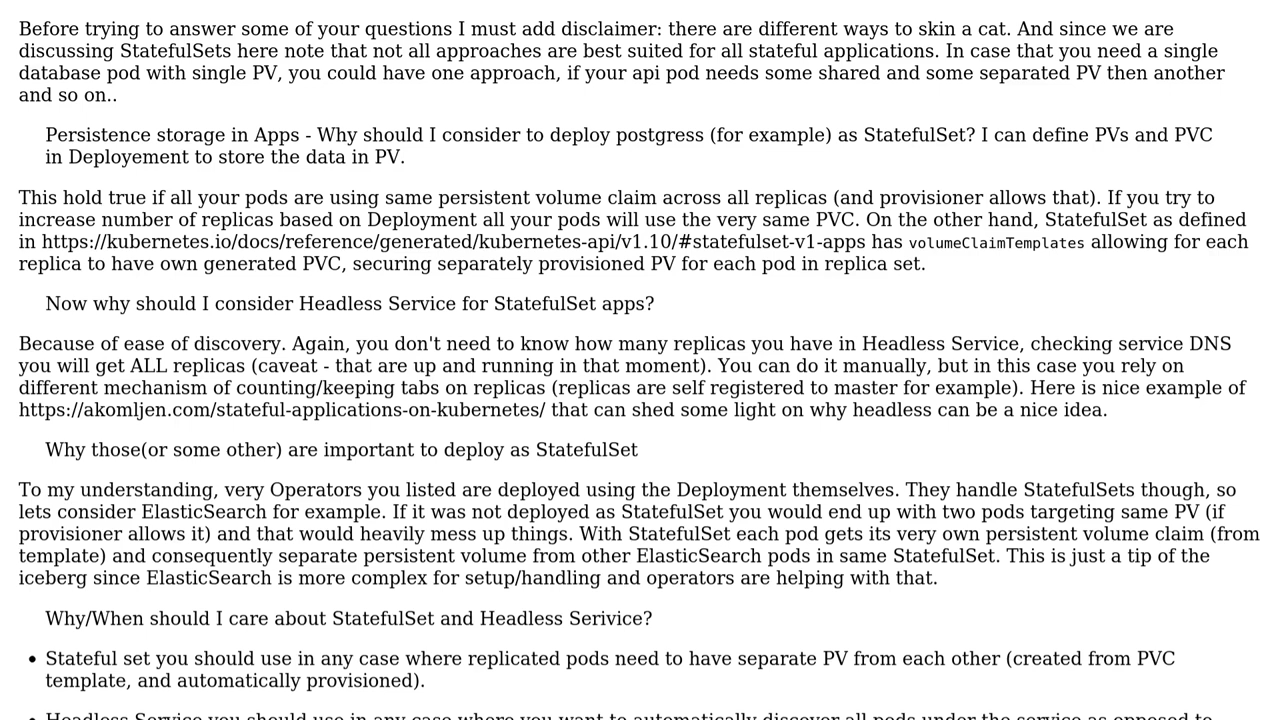 Before trying to answer some of your questions I must add disclaimer: there are different ways to skin a cat. And since we are
discussing StatefulSets here note that not all approaches are best suited for all stateful applications. In case that you need a single
database pod with single PV, you could have one approach, if your api pod needs some shared and some separated PV then another
and so on..
Persistence storage in Apps - Why should I consider to deploy postgress (for example) as StatefulSet? I can define PVs and PVC
in Deployement to store the data in PV.
This hold true if all your pods are using same persistent volume claim across all replicas (and provisioner allows that). If you try to
increase number of replicas based on Deployment all your pods will use the very same PVC. On the other hand, StatefulSet as defined
in https://kubernetes.io/docs/reference/generated/kubernetes-api/v1.10/#statefulset-v1-apps has volumeClaimTemplates allowing for each
replica to have own generated PVC, securing separately provisioned PV for each pod in replica set.
Now why should I consider Headless Service for StatefulSet apps?
Because of ease of discovery. Again, you don't need to know how many replicas you have in Headless Service, checking service DNS
you will get ALL replicas (caveat - that are up and running in that moment). You can do it manually, but in this case you rely on
different mechanism of counting/keeping tabs on replicas (replicas are self registered to master for example). Here is nice example of
https://akomljen.com/stateful-applications-on-kubernetes/ that can shed some light on why headless can be a nice idea.
Why those(or some other) are important to deploy as StatefulSet
To my understanding, very Operators you listed are deployed using the Deployment themselves. They handle StatefulSets though, so
lets consider ElasticSearch for example. If it was not deployed as StatefulSet you would end up with two pods targeting same PV (if
provisioner allows it) and that would heavily mess up things. With StatefulSet each pod gets its very own persistent volume claim (from
template) and consequently separate persistent volume from other ElasticSearch pods in same StatefulSet. This is just a tip of the
iceberg since ElasticSearch is more complex for setup/handling and operators are helping with that.
Why/When should I care about StatefulSet and Headless Serivice?
• Stateful set you should use in any case where replicated pods need to have separate PV from each other (created from PVC
template, and automatically provisioned).
• Headless Service you should use in any case where you want to automatically discover all pods under the service as opposed to